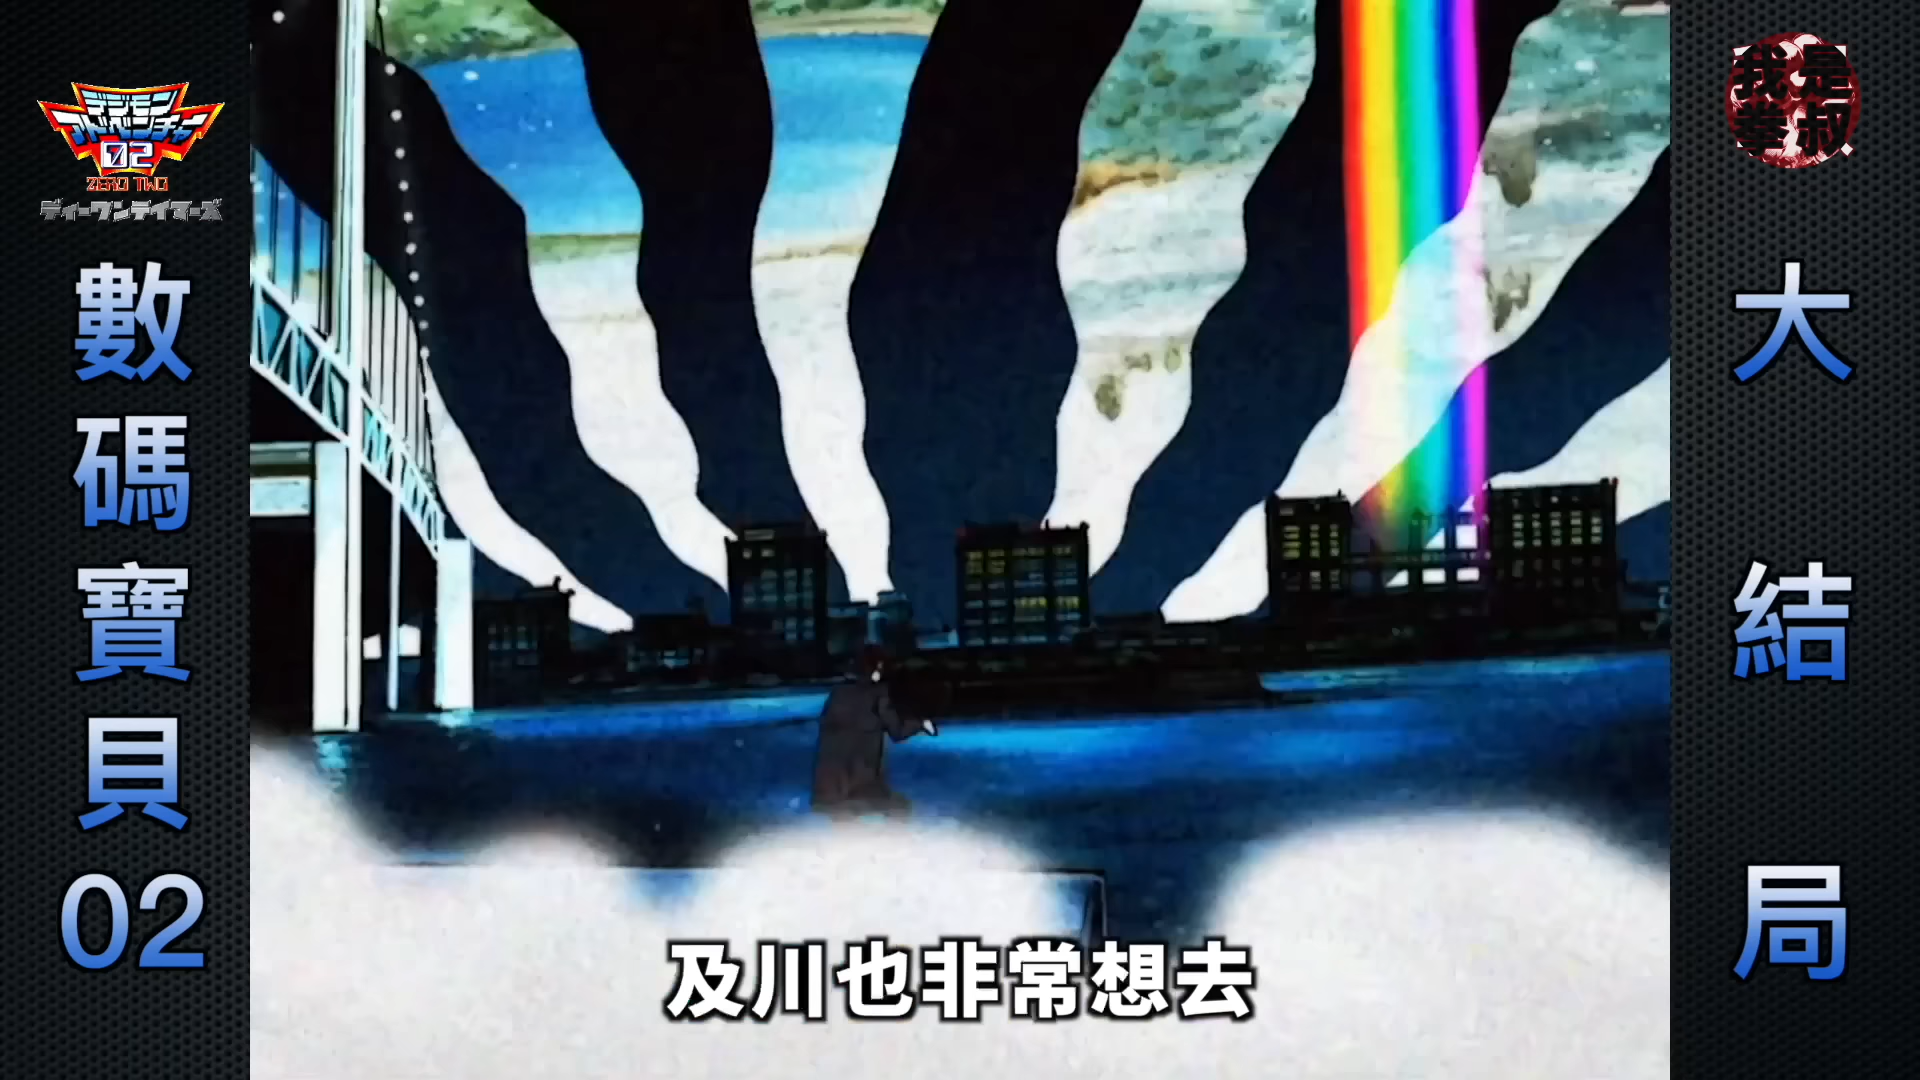 デジモン
アドベンチャー
02
ZERO TWO
ディーワンテイマーズ
數碼寶貝02
我是
拳叔
大結局
及川也非常想去